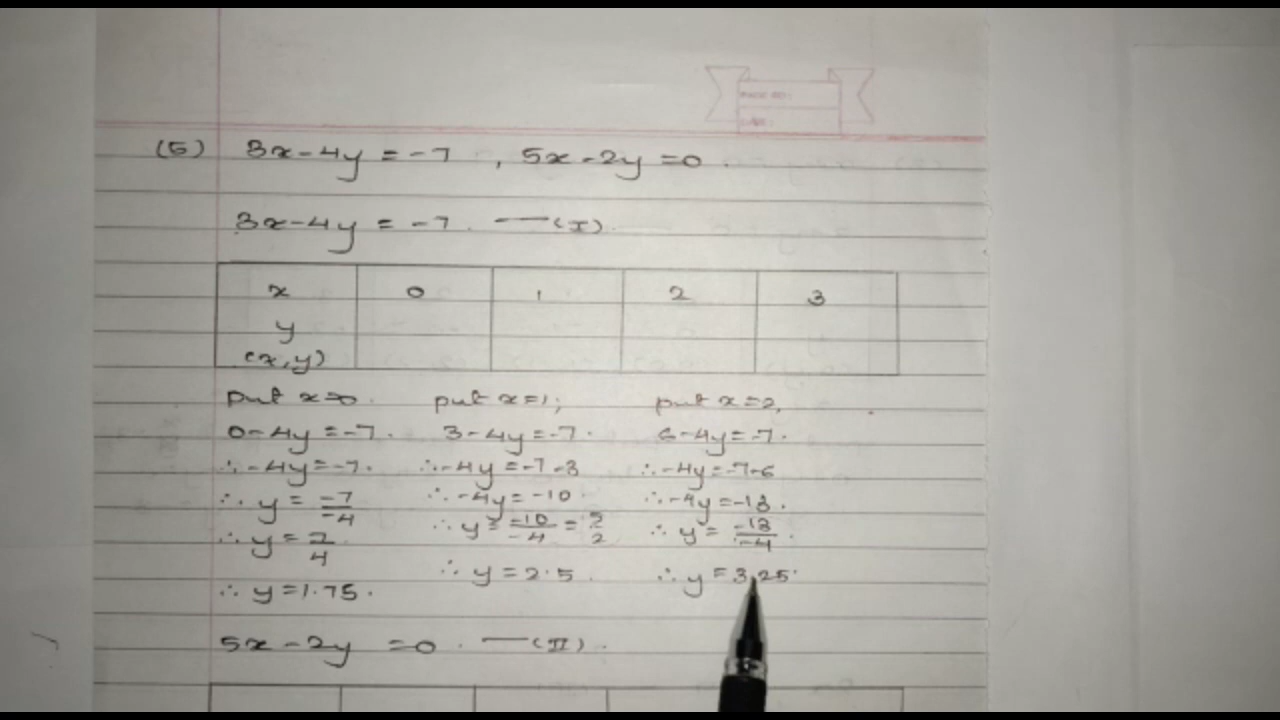 (5) 3x-4y = -7 , 5x-2y = 0.
3x-4y = -7. —(I).
x 0 1 2 3
y
(x,y)
put x=0. put x=1; put x=2,
0-4y=-7. 3-4y=-7. 6-4y=-7.
∴ -4y=-7. ∴ -4y=-7-3 ∴ -4y=-7-6
∴ y = -7/-4 ∴ -4y=-10. ∴ -4y=-13.
∴ y = 7/4 ∴ y= -10/-4 = 5/2 ∴ y= -13/-4.
∴ y=1.75. ∴ y=2.5. ∴ y=3.25.
5x-2y = 0. —(II).